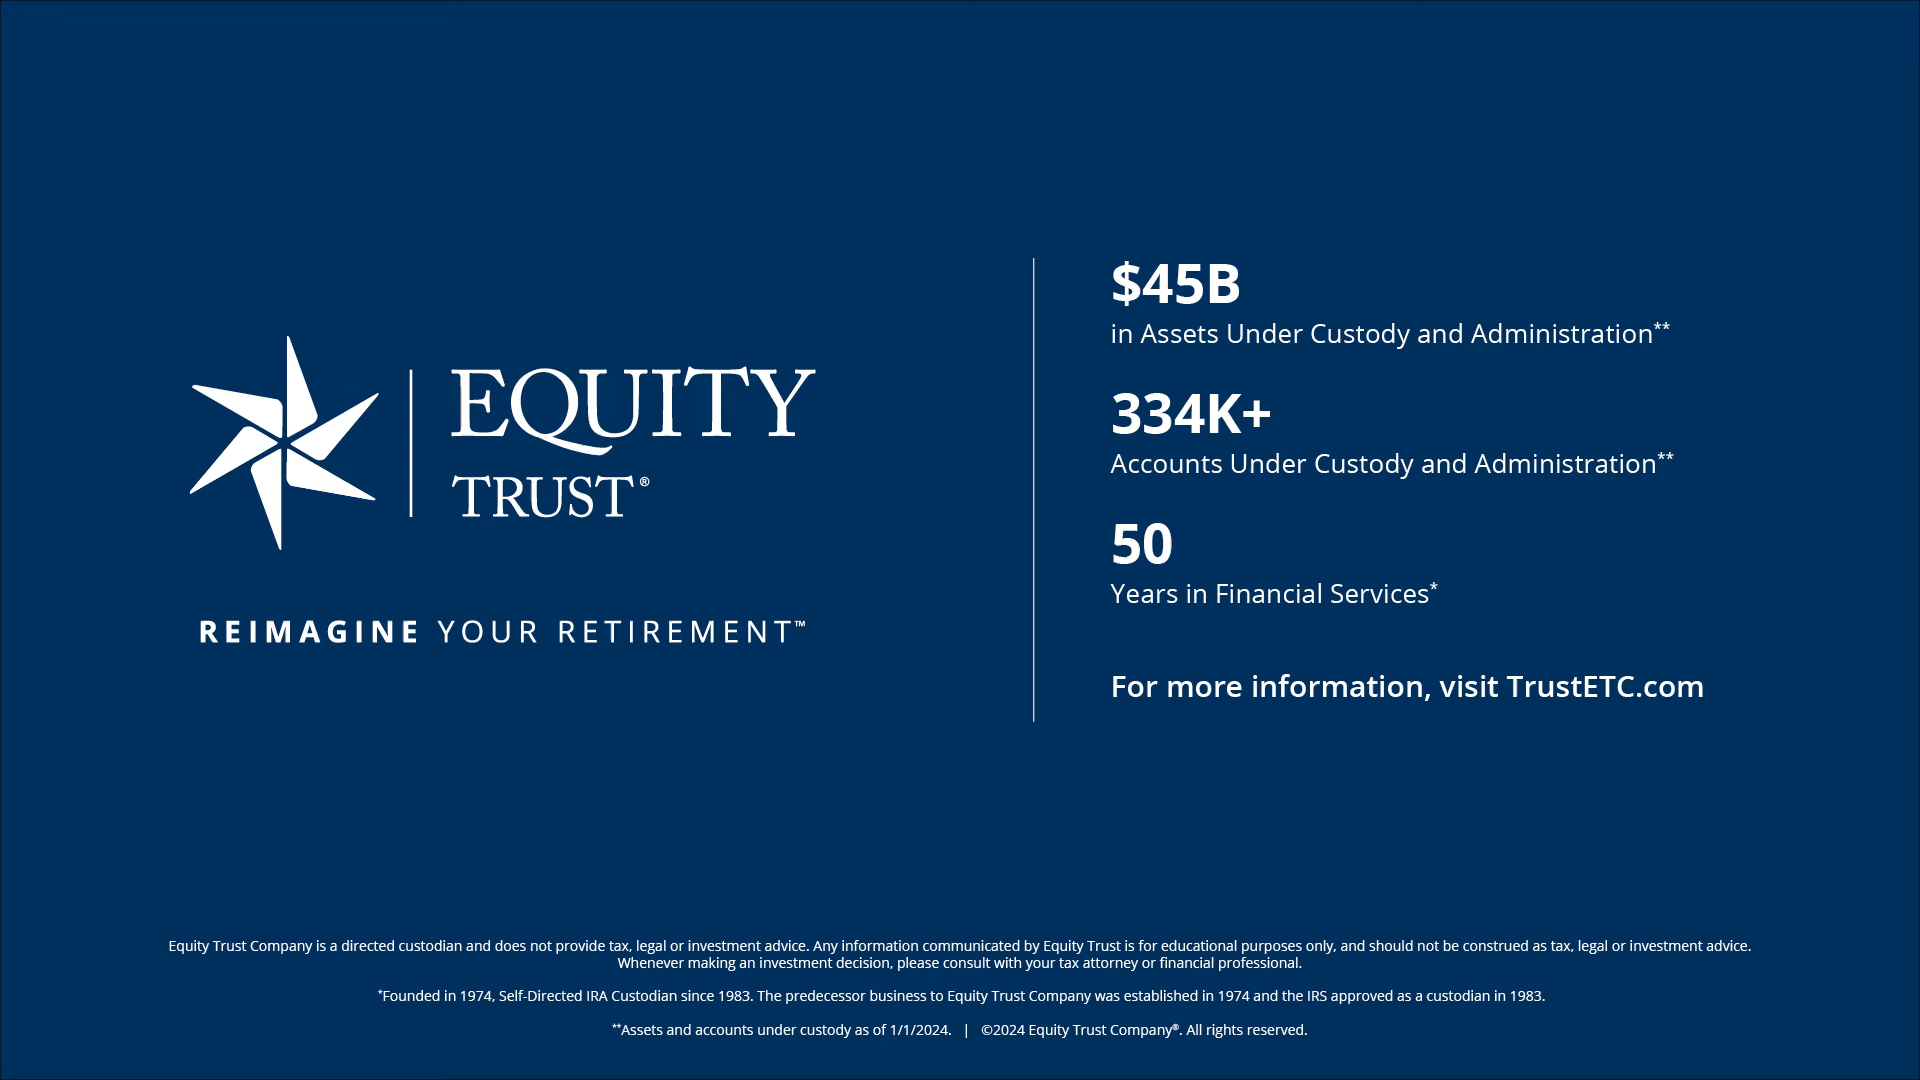 EQUITY
TRUST®
REIMAGINE YOUR RETIREMENT™
$45B
in Assets Under Custody and Administration**
334K+
Accounts Under Custody and Administration**
50
Years in Financial Services*
For more information, visit TrustETC.com
Equity Trust Company is a directed custodian and does not provide tax, legal or investment advice. Any information communicated by Equity Trust is for educational purposes only, and should not be construed as tax, legal or investment advice.
Whenever making an investment decision, please consult with your tax attorney or financial professional.
*Founded in 1974, Self-Directed IRA Custodian since 1983. The predecessor business to Equity Trust Company was established in 1974 and the IRS approved as a custodian in 1983.
**Assets and accounts under custody as of 1/1/2024. | ©2024 Equity Trust Company®. All rights reserved.